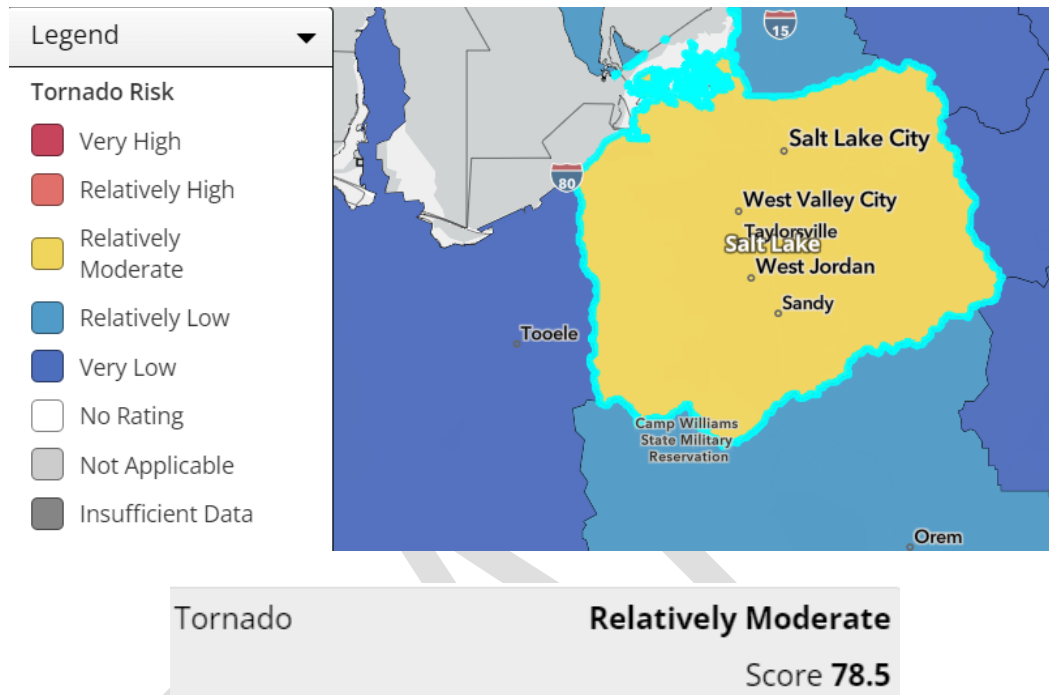 Legend
Tornado Risk
Very High
Relatively High
Relatively
Moderate
Relatively Low
Very Low
No Rating
Not Applicable
Insufficient Data
15
80
Salt Lake City
West Valley City
Taylorsville
Salt Lake
West Jordan
Sandy
Tooele
Camp Williams
State Military
Reservation
Orem
Tornado Relatively Moderate
Score 78.5